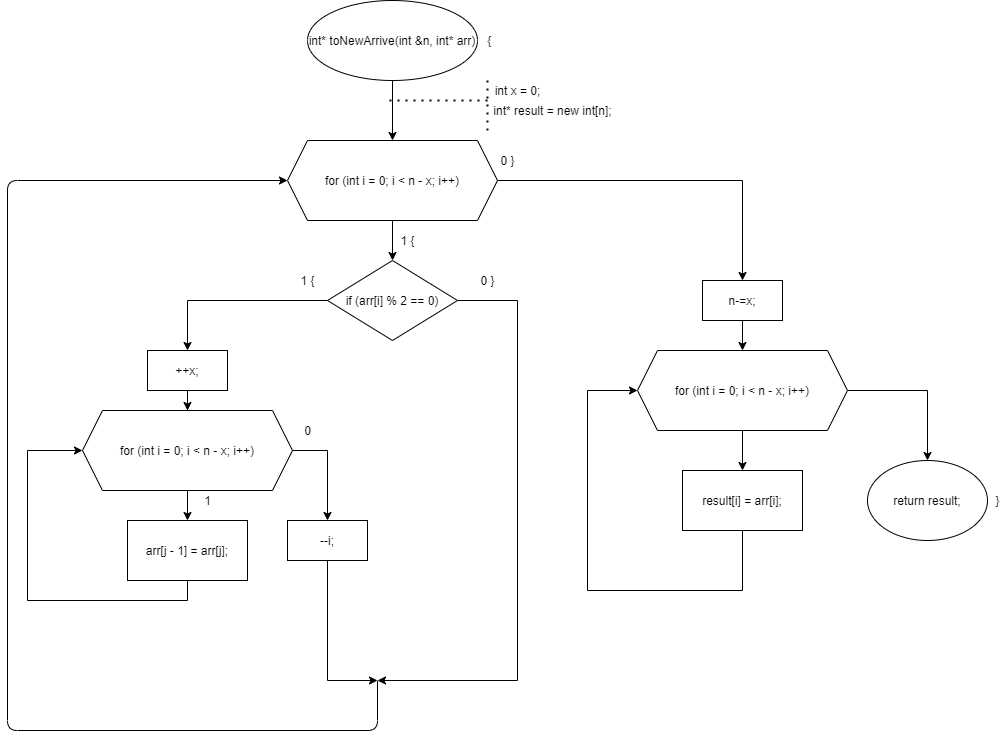 int* toNewArrive(int &n, int* arr)
{
int x = 0;
int* result = new int[n];
for (int i = 0; i < n - x; i++)
0 }
1 {
if (arr[i] % 2 == 0)
1 {
0 }
++x;
for (int i = 0; i < n - x; i++)
0
1
arr[j - 1] = arr[j];
--i;
n-=x;
for (int i = 0; i < n - x; i++)
result[i] = arr[i];
return result;
}